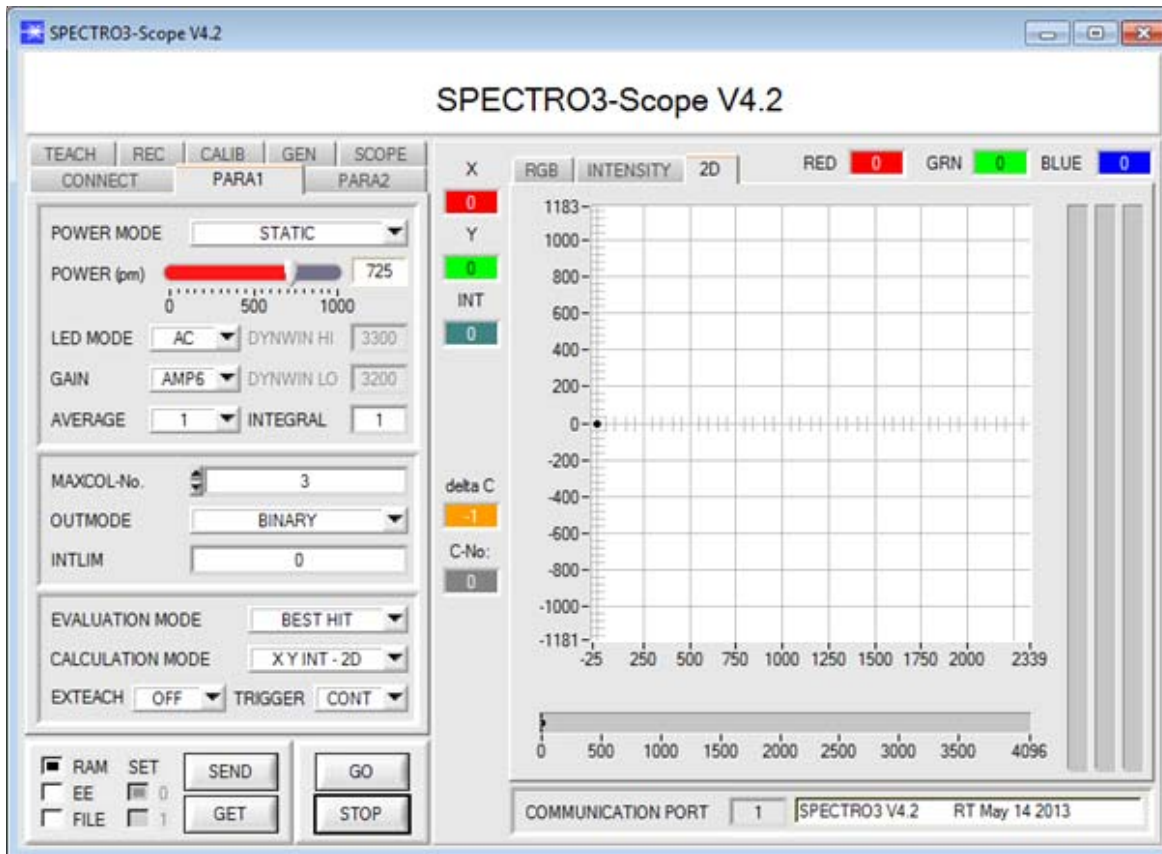 SPECTRO3-Scope V4.2
SPECTRO3-Scope V4.2
TEACH REC CALIB GEN SCOPE
CONNECT PARA1 PARA2
POWER MODE STATIC
POWER (pm) 725
0 500 1000
LED MODE AC DYNWIN HI 3300
GAIN AMP6 DYNWIN LO 3200
AVERAGE 1 INTEGRAL 1
MAXCOL-No. 3
OUTMODE BINARY
INTLIM 0
EVALUATION MODE BEST HIT
CALCULATION MODE X Y INT - 2D
EXTEACH OFF TRIGGER CONT
RAM SET
EE 0
FILE 1
SEND
GET
GO
STOP
X
0
Y
0
INT
0
delta C
-1
C-No:
0
RGB INTENSITY 2D
RED 0 GRN 0 BLUE 0
1183
1000
800
600
400
200
0
-200
-400
-600
-800
-1000
-1181
-25 250 500 750 1000 1250 1500 1750 2000 2339
0 500 1000 1500 2000 2500 3000 3500 4096
COMMUNICATION PORT 1 SPECTRO3 V4.2 RT May 14 2013